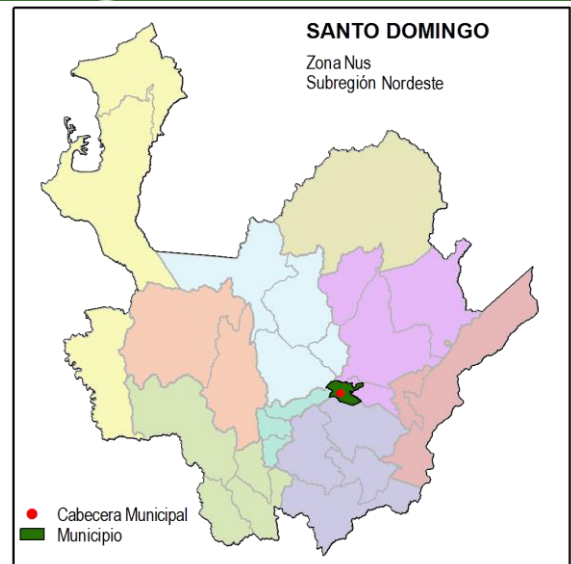 SANTO DOMINGO
Zona Nus
Subregión Nordeste
Cabecera Municipal
Municipio